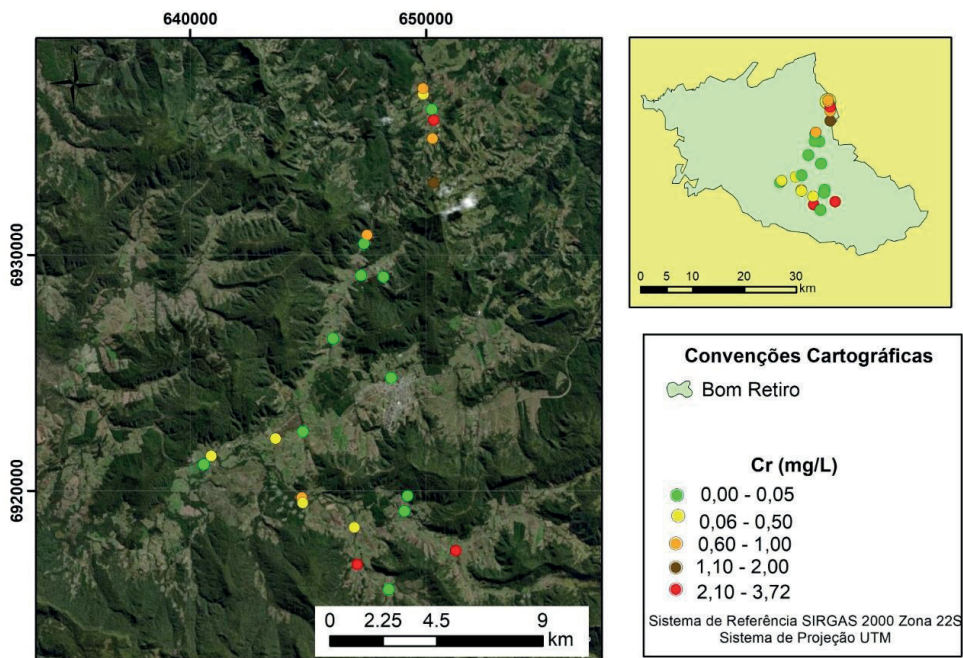 640000
650000
N
6930000
6920000
0
2.25
4.5
9
km
0
5
10
20
30
km
Convenções Cartográficas
Bom Retiro
Cr (mg/L)
0,00 - 0,05
0,06 - 0,50
0,60 - 1,00
1,10 - 2,00
2,10 - 3,72
Sistema de Referência SIRGAS 2000 Zona 22S
Sistema de Projeção UTM